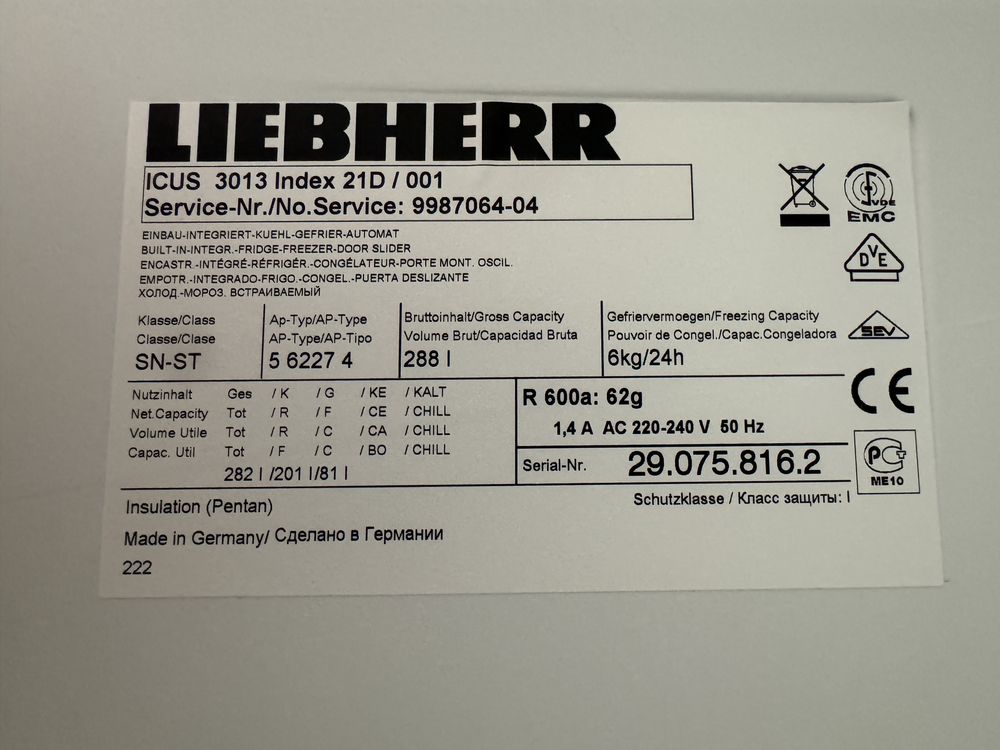 LIEBHERR
ICUS 3013 Index 21D / 001
Service-Nr./No.Service: 9987064-04
EINBAU-INTEGRIERT-KUEHL-GEFRIER-AUTOMAT
BUILT-IN-INTEGR.-FRIDGE-FREEZER-DOOR SLIDER
ENCASTR.-INTÉGRÉ-RÉFRIGÉR.-CONGÉLATEUR-PORTE MONT. OSCIL.
EMPOTR.-INTEGRADO-FRIGO.-CONGEL.-PUERTA DESLIZANTE
ХОЛОД.-МОРОЗ. ВСТРАИВАЕМЫЙ
VDE
EMC
DVE
SEV
CE
PC
ME10
Klasse/Class
Classe/Clase
SN-ST
Ap-Typ/AP-Type
AP-Type/AP-Tipo
5 6227 4
Bruttoinhalt/Gross Capacity
Volume Brut/Capacidad Bruta
288 l
Gefriervermoegen/Freezing Capacity
Pouvoir de Congel./Capac.Congeladora
6kg/24h
Nutzinhalt Ges / K / G / KE / KALT
Net.Capacity Tot / R / F / CE / CHILL
Volume Utile Tot / R / C / CA / CHILL
Capac. Util Tot / F / C / BO / CHILL
282 l /201 l/81 l
R 600a: 62g
1,4 A AC 220-240 V 50 Hz
Serial-Nr. 29.075.816.2
Schutzklasse / Класс защиты: I
Insulation (Pentan)
Made in Germany/ Сделано в Германии
222